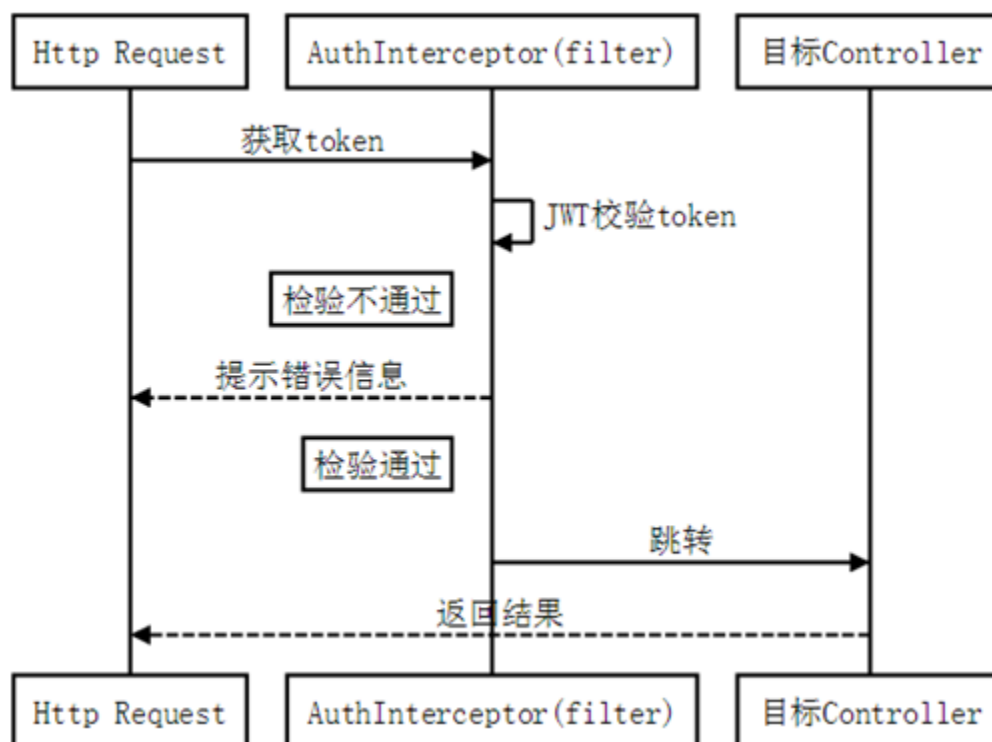 Http Request
AuthInterceptor(filter)
目标Controller
获取token
JWT校验token
检验不通过
提示错误信息
检验通过
跳转
返回结果
Http Request
AuthInterceptor(filter)
目标Controller